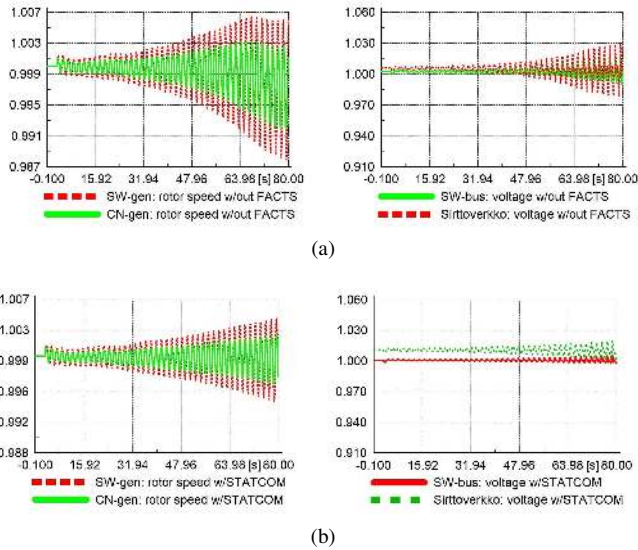 1.007
1.003
0.999
0.995
0.991
0.987
-0.100 15.92 31.94 47.96 63.98 [s] 80.00
SW-gen: rotor speed w/out FACTS
CN-gen: rotor speed w/out FACTS
1.060
1.030
1.000
0.970
0.940
0.910
-0.100 15.92 31.94 47.96 63.98 [s] 80.00
SW-bus: voltage w/out FACTS
Sirttoverkko: voltage w/out FACTS
(a)
1.007
1.003
0.999
0.996
0.992
0.988
-0.100 15.92 31.94 47.96 63.98 [s] 80.00
SW-gen: rotor speed w/STATCOM
CN-gen: rotor speed w/STATCOM
1.060
1.030
1.000
0.970
0.940
0.910
-0.100 15.92 31.94 47.96 63.98 [s] 80.00
SW-bus: voltage w/STATCOM
Sirttoverkko: voltage w/STATCOM
(b)